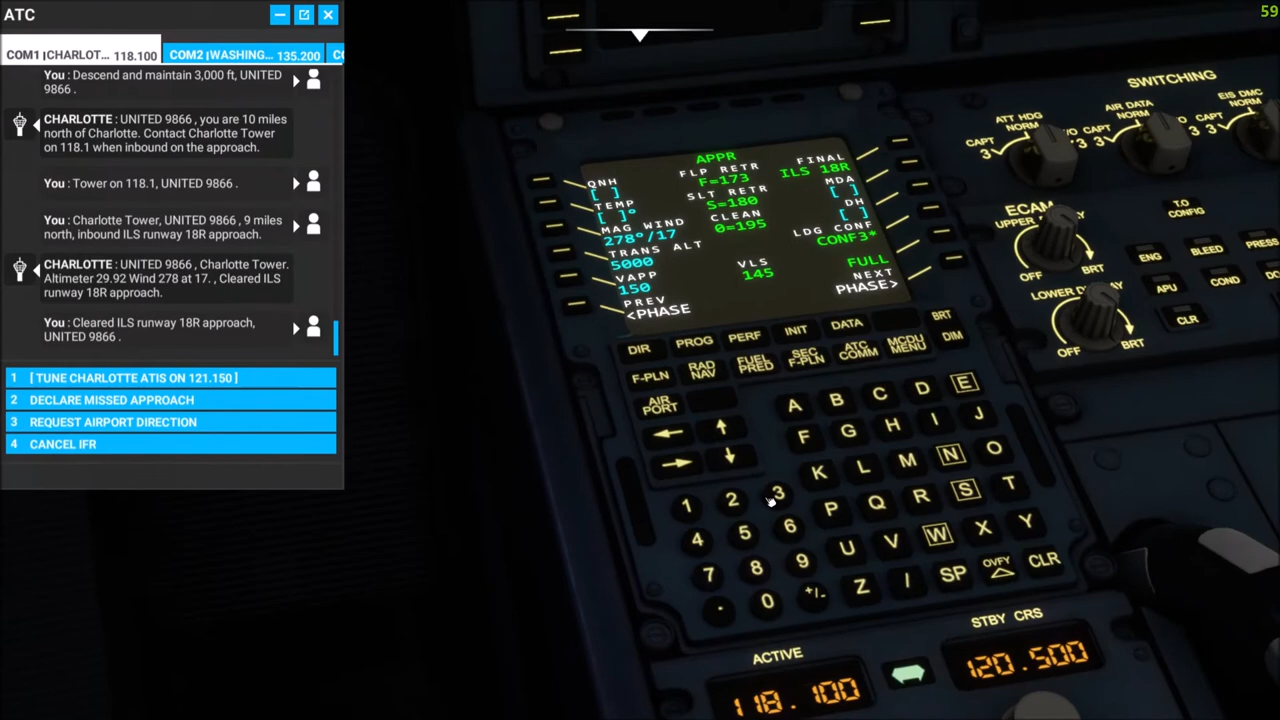 ATC
59
COM1 | CHARLOT... 118.100
COM2 | WASHING... 135.200
You : Descend and maintain 3,000 ft, UNITED
9866 .
CHARLOTTE : UNITED 9866 , you are 10 miles
north of Charlotte. Contact Charlotte Tower
on 118.1 when inbound on the approach.
You : Tower on 118.1, UNITED 9866 .
You : Charlotte Tower, UNITED 9866 , 9 miles
north, inbound ILS runway 18R approach.
CHARLOTTE : UNITED 9866 , Charlotte Tower.
Altimeter 29.92 Wind 278 at 17. , Cleared ILS
runway 18R approach.
You : Cleared ILS runway 18R approach,
UNITED 9866 .
1 [ TUNE CHARLOTTE ATIS ON 121.150 ]
2 DECLARE MISSED APPROACH
3 REQUEST AIRPORT DIRECTION
4 CANCEL IFR
APPR
QNH FLP RETR FINAL
[ ] F=173 ILS 18R
TEMP SLT RETR MDA
[ ]° S=180 [ ]
MAG WIND CLEAN DH
278°/17 O=195 [ ]
TRANS ALT LDG CONF
5000 CONF3*
VAPP VLS
150 145 FULL
PREV NEXT
<PHASE PHASE>
DIR PROG PERF INIT DATA BRT
F-PLN RAD NAV FUEL PRED SEC F-PLN ATC COMM MCDU MENU DIM
AIR PORT
A B C D E
F G H I J
K L M N O
P Q R S T
U V W X Y
Z / SP OVFY CLR
1 2 3
4 5 6
7 8 9
. 0 +/-
ACTIVE STBY CRS
118.100 120.500
SWITCHING
ATT HDG AIR DATA EIS DMC
NORM NORM NORM
CAPT 3 CAPT 3 CAPT 3
ECAM
OFF BRT
OFF BRT
T.O CONFIG
ENG BLEED PRESS
APU COND
CLR